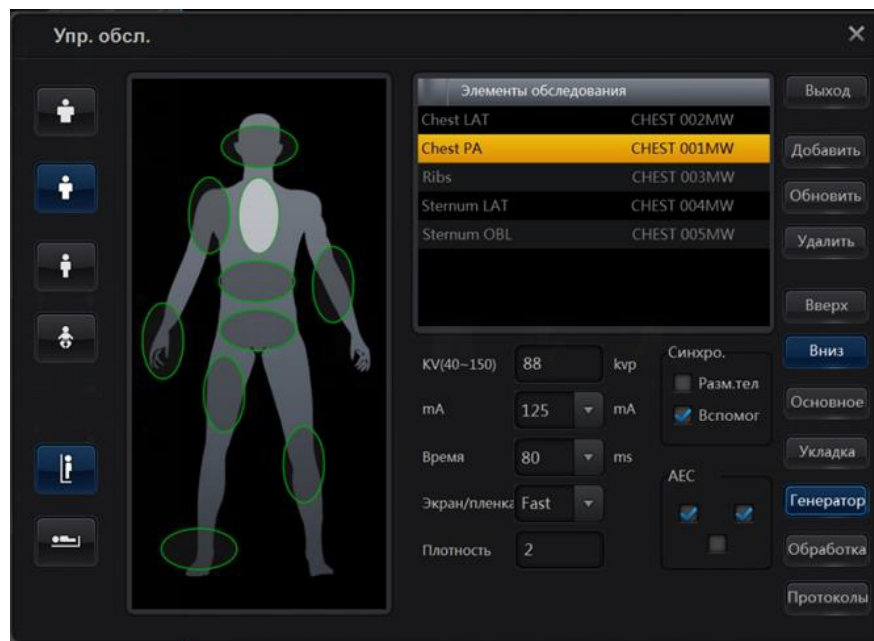 Упр. обсл.
Элементы обследования
Chest LAT CHEST 002MW
Chest PA CHEST 001MW
Ribs CHEST 003MW
Sternum LAT CHEST 004MW
Sternum OBL CHEST 005MW
KV(40~150) 88 kvp
mA 125 mA
Время 80 ms
Экран/пленка Fast
Плотность 2
Синхро.
Разм.тел
Вспомог
AEC
Выход
Добавить
Обновить
Удалить
Вверх
Вниз
Основное
Укладка
Генератор
Обработка
Протоколы